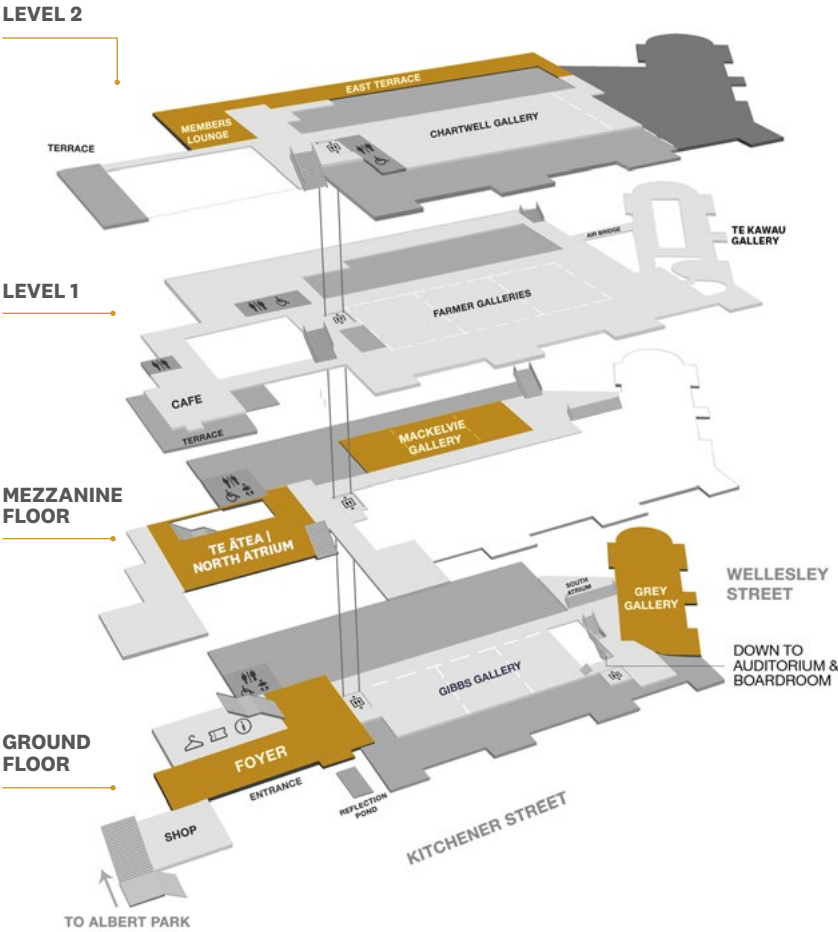 LEVEL 2
EAST TERRACE
MEMBERS
LOUNGE
CHARTWELL GALLERY
TERRACE
AIR BRIDGE
TE KAWAU
GALLERY
LEVEL 1
FARMER GALLERIES
CAFE
TERRACE
MACKELVIE
GALLERY
MEZZANINE
FLOOR
TE ĀTEA |
NORTH ATRIUM
SOUTH
ATRIUM
GREY
GALLERY
WELLESLEY
STREET
DOWN TO
AUDITORIUM &
BOARDROOM
GIBBS GALLERY
GROUND
FLOOR
FOYER
ENTRANCE
REFLECTION
POND
KITCHENER STREET
SHOP
TO ALBERT PARK